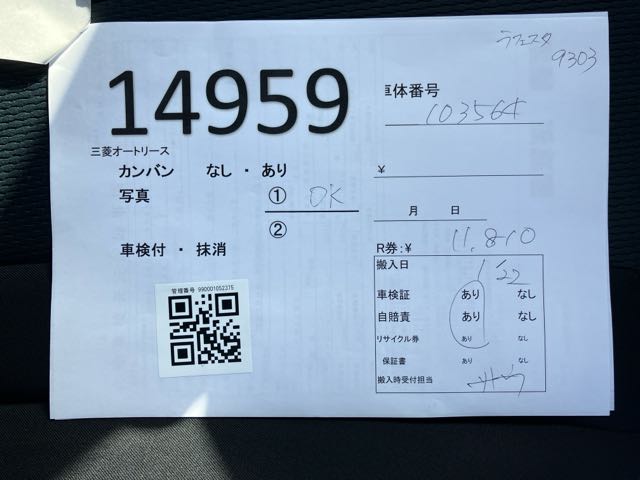 ラフェスタ
9303
14959
車体番号
103564
三菱オートリース
カンバン なし ・ あり
¥
写真 ① OK
②
月 日
車検付 ・ 抹消
R券:¥ 11,810
搬入日 1/22
車検証 あり なし
自賠責 あり なし
リサイクル券 あり なし
保証書 あり なし
搬入時受付担当
管理番号 990001052375